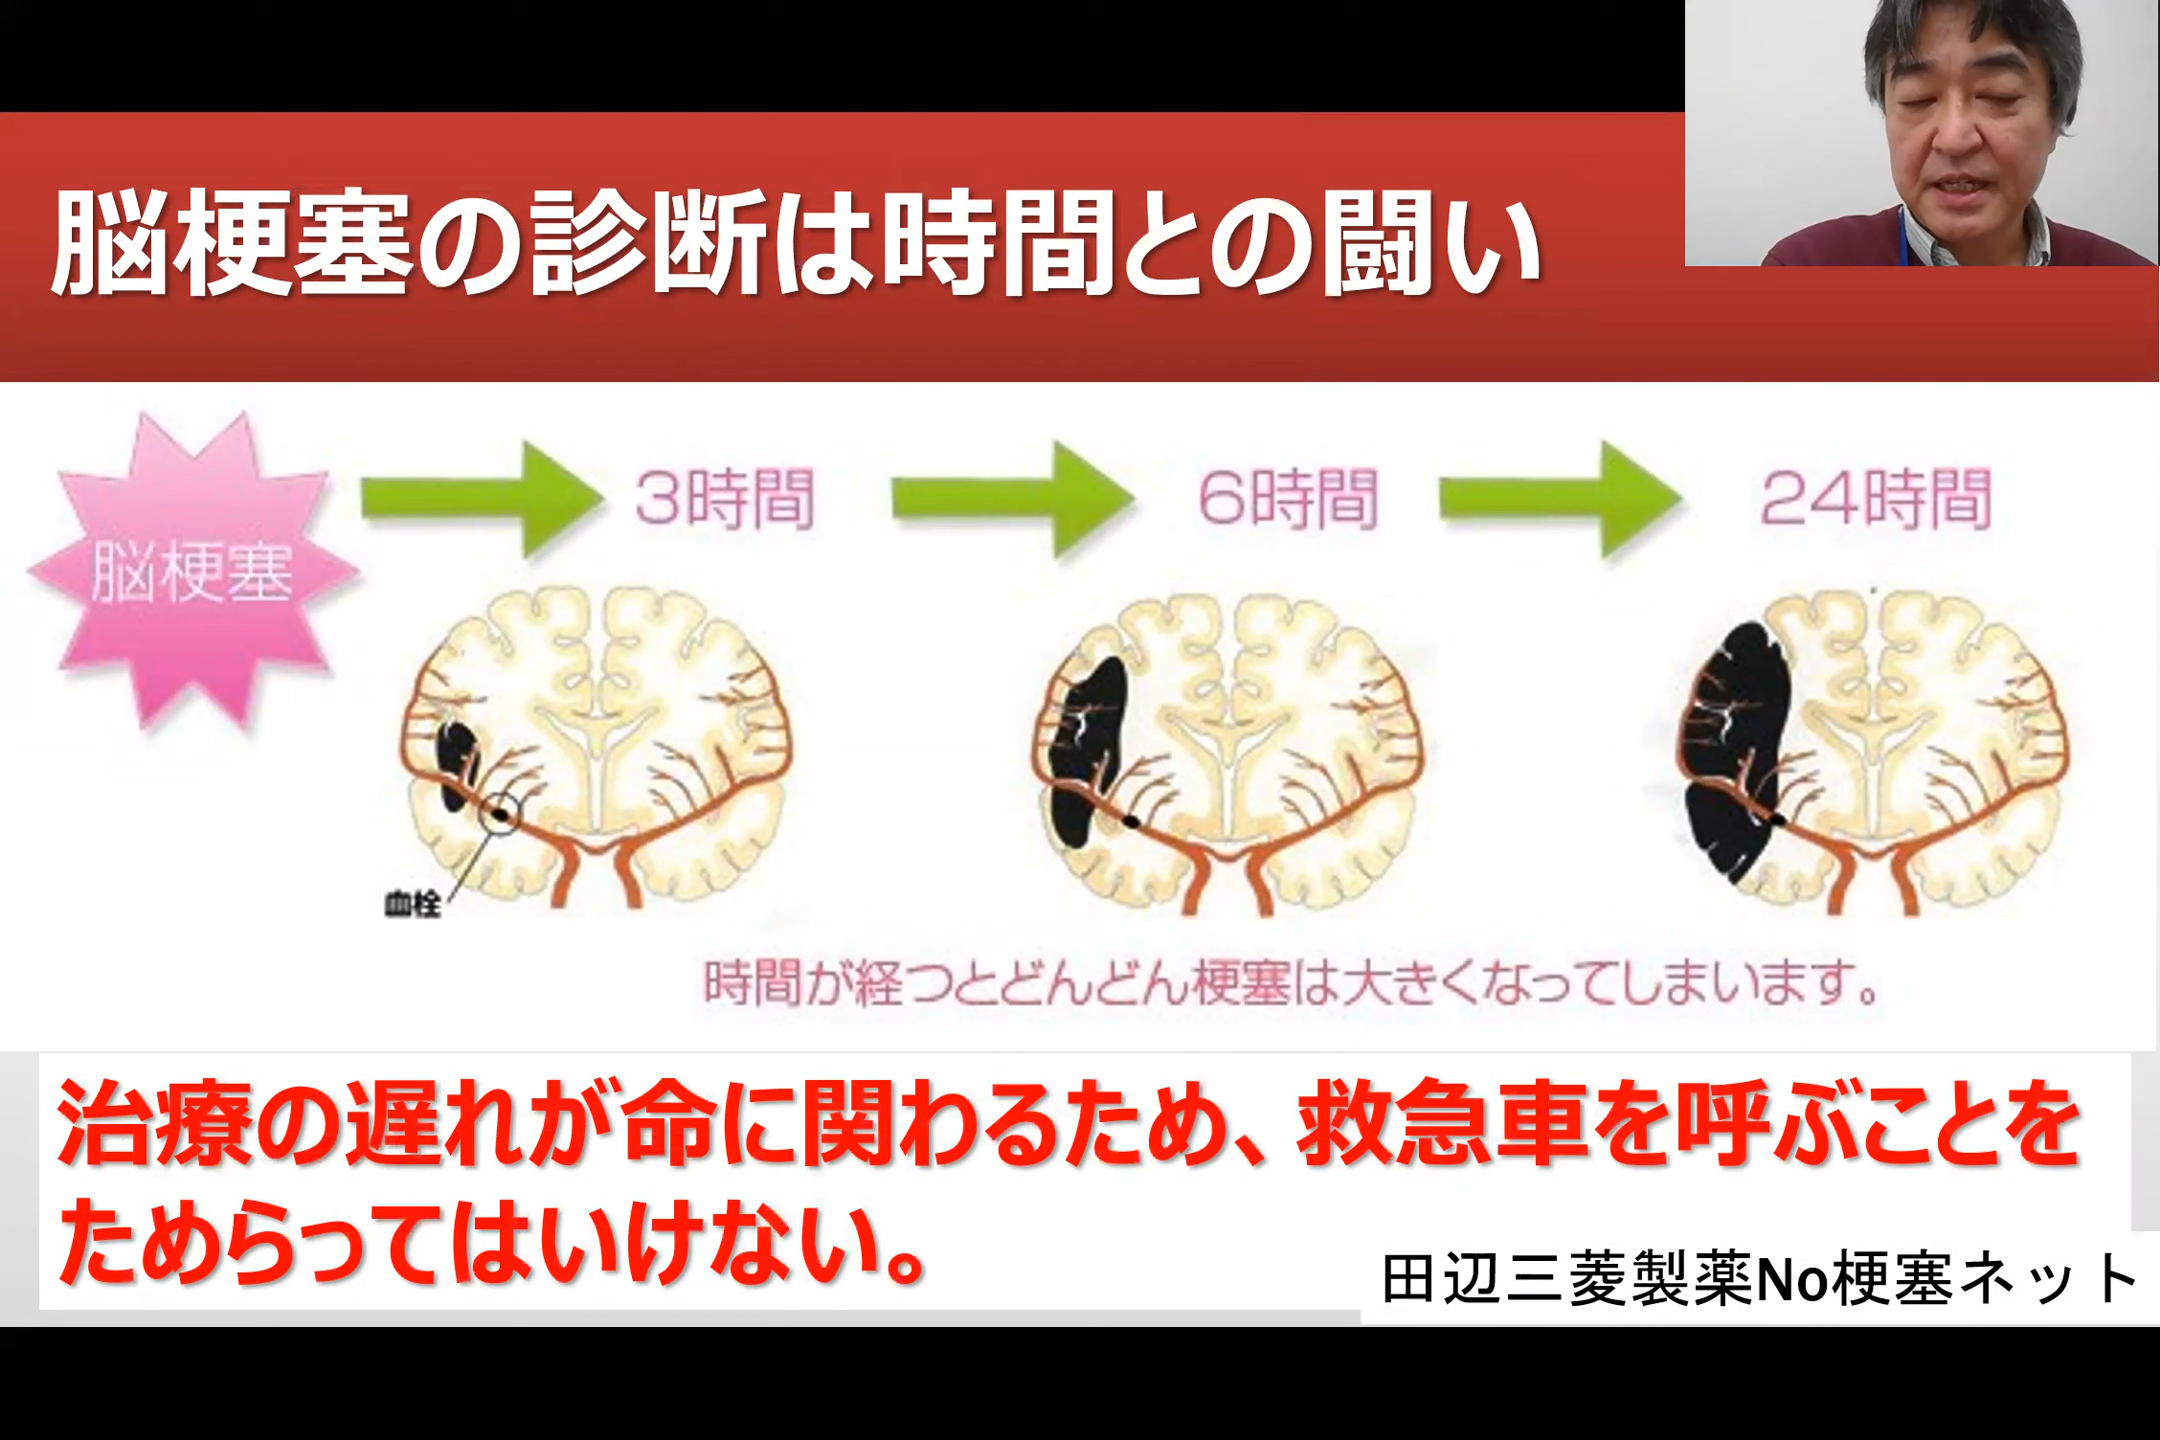 脳梗塞の診断は時間との闘い
脳梗塞
3時間
6時間
24時間
血栓
時間が経つとどんどん梗塞は大きくなってしまいます。
治療の遅れが命に関わるため、救急車を呼ぶことを
ためらってはいけない。
田辺三菱製薬No梗塞ネット